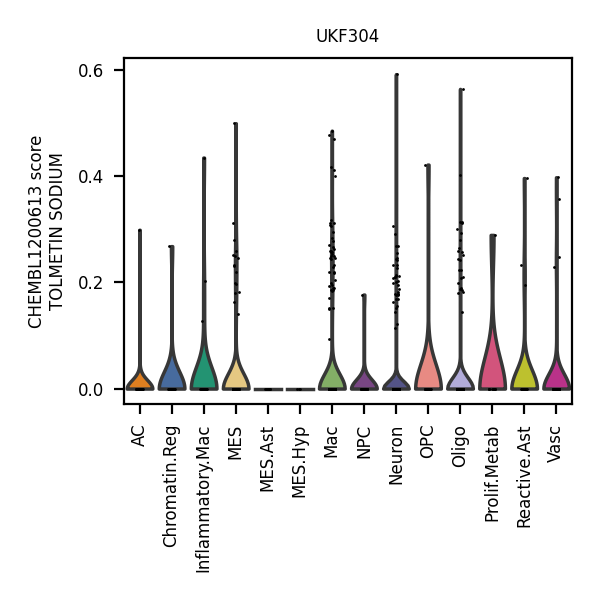 UKF304
CHEMBL1200613 score
TOLMETIN SODIUM
0.6
0.4
0.2
0.0
AC
Chromatin.Reg
Inflammatory.Mac
MES
MES.Ast
MES.Hyp
Mac
NPC
Neuron
OPC
Oligo
Prolif.Metab
Reactive.Ast
Vasc